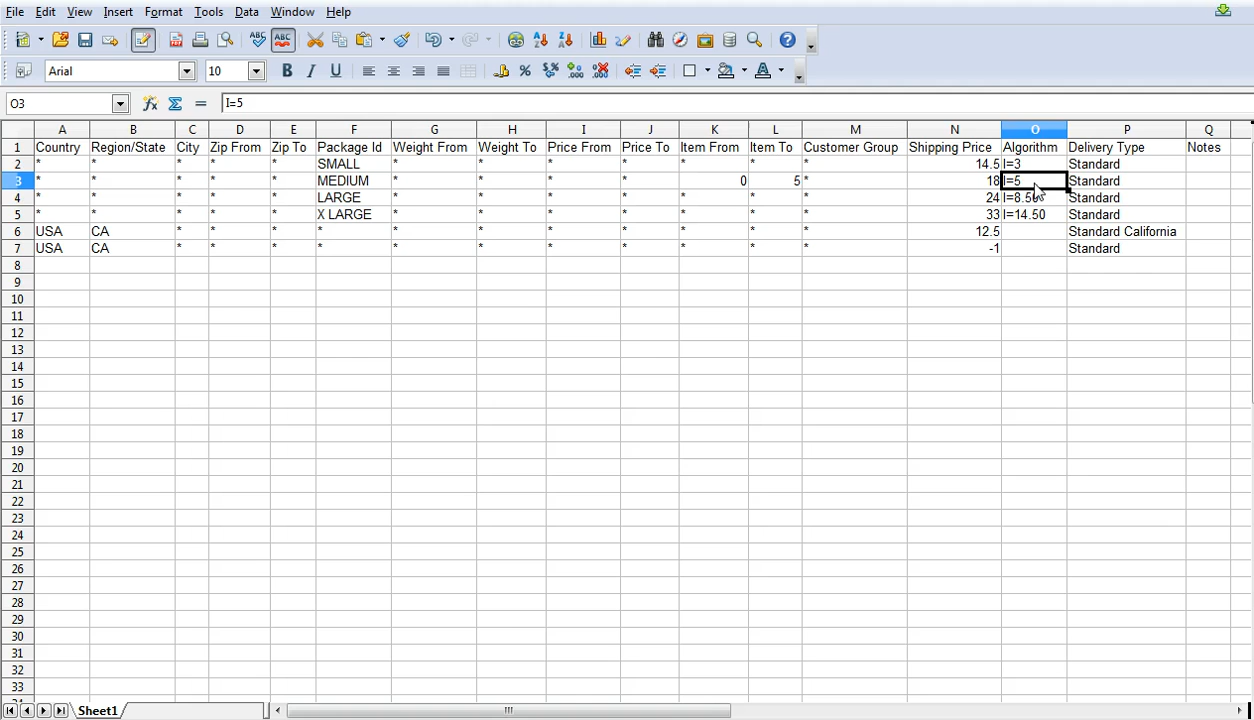 File Edit View Insert Format Tools Data Window Help
ABC ABC
Arial 10 B I U %
O3 Σ = I=5
A B C D E F G H I J K L M N O P Q
1 Country Region/State City Zip From Zip To Package Id Weight From Weight To Price From Price To Item From Item To Customer Group Shipping Price Algorithm Delivery Type Notes
2 * * * * * SMALL * * * * * * * 14.5 I=3 Standard
3 * * * * * MEDIUM * * * * 0 5 * 18 I=5 Standard
4 * * * * * LARGE * * * * * * * 24 I=8.50 Standard
5 * * * * * X LARGE * * * * * * * 33 I=14.50 Standard
6 USA CA * * * * * * * * * * * 12.5 Standard California
7 USA CA * * * * * * * * * * * -1 Standard
8
9
10
11
12
13
14
15
16
17
18
19
20
21
22
23
24
25
26
27
28
29
30
31
32
33
Sheet1